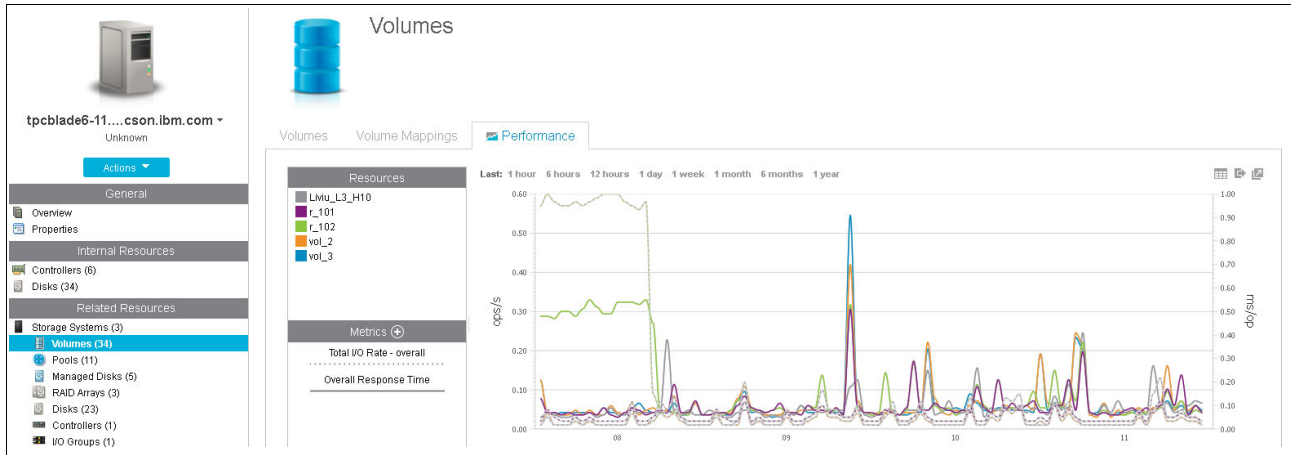 tpcblade6-11....cson.ibm.com
Unknown
Actions
General
Overview
Properties
Internal Resources
Controllers (6)
Disks (34)
Related Resources
Storage Systems (3)
Volumes (34)
Pools (11)
Managed Disks (5)
RAID Arrays (3)
Disks (23)
Controllers (1)
I/O Groups (1)
Volumes
Volumes Volume Mappings Performance
Resources
Liviu_L3_H10
r_101
r_102
vol_2
vol_3
Metrics
Total I/O Rate - overall
Overall Response Time
Last: 1 hour 6 hours 12 hours 1 day 1 week 1 month 6 months 1 year
ops/s
0.60
0.50
0.40
0.30
0.20
0.10
0.00
08 09 10 11
1.00
0.90
0.80
0.70
0.60
0.50
0.40
0.30
0.20
0.10
0.00
ms/op